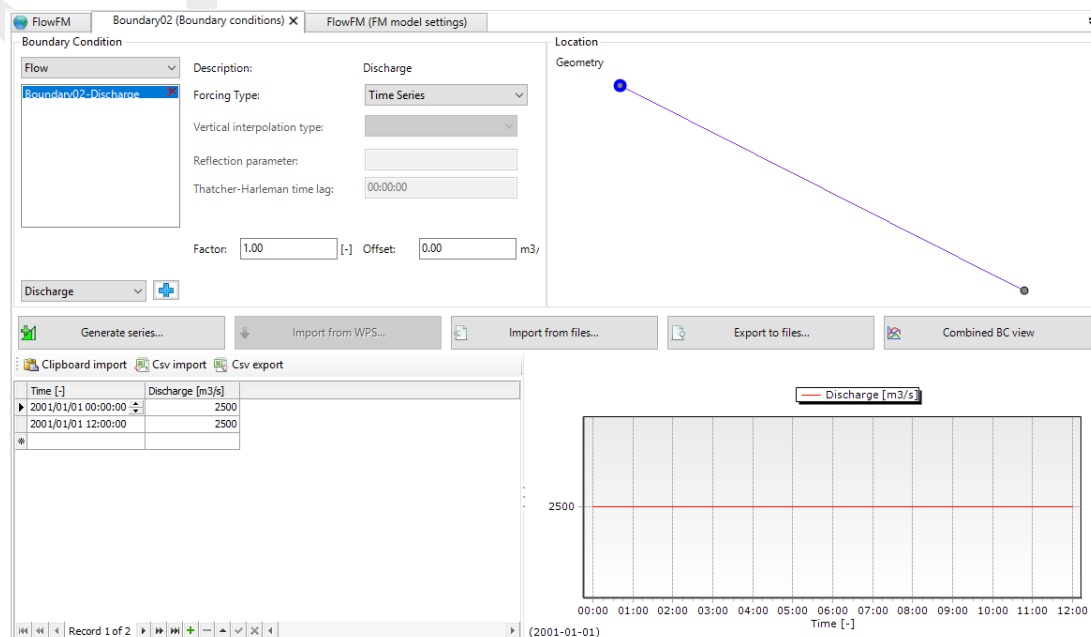 FlowFM
Boundary02 (Boundary conditions)
FlowFM (FM model settings)
Boundary Condition
Flow
Description:
Discharge
Boundary02-Discharge
Forcing Type:
Time Series
Vertical interpolation type:
Reflection parameter:
Thatcher-Harleman time lag:
00:00:00
Factor:
1.00
[-]
Offset:
0.00
m3/
Discharge
Location
Geometry
Generate series...
Import from WPS...
Import from files...
Export to files...
Combined BC view
Clipboard import
Csv import
Csv export
Time [-]
Discharge [m3/s]
2001/01/01 00:00:00
2500
2001/01/01 12:00:00
2500
Record 1 of 2
Discharge [m3/s]
2500
00:00 01:00 02:00 03:00 04:00 05:00 06:00 07:00 08:00 09:00 10:00 11:00 12:00
Time [-]
(2001-01-01)